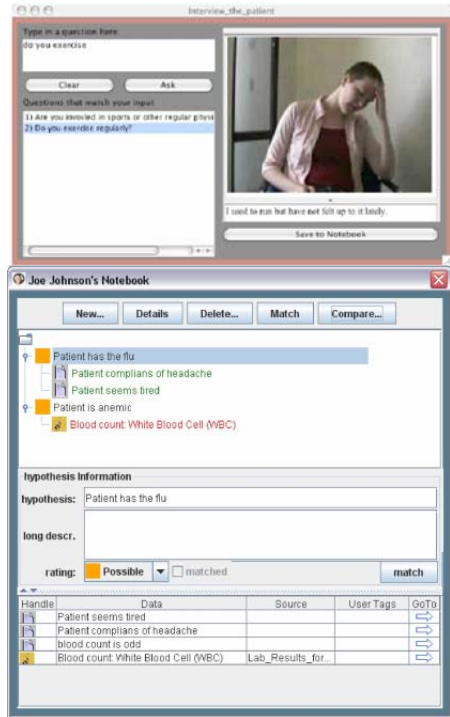 Interview_the_patient
Type in a question here
do you exercise
Clear Ask
Questions that match your input
1) Are you involved in sports or other regular physi
2) Do you exercise regularly?
I used to run but have not felt up to it lately.
Save to Notebook
Joe Johnson's Notebook
New... Details Delete... Match Compare...
Patient has the flu
Patient complians of headache
Patient seems tired
Patient is anemic
Blood count: White Blood Cell (WBC)
hypothesis Information
hypothesis: Patient has the flu
long descr.
rating: Possible matched match
Handle Data Source User Tags GoTo
Patient seems tired
Patient complians of headache
blood count is odd
Blood count: White Blood Cell (WBC) Lab_Results_for...